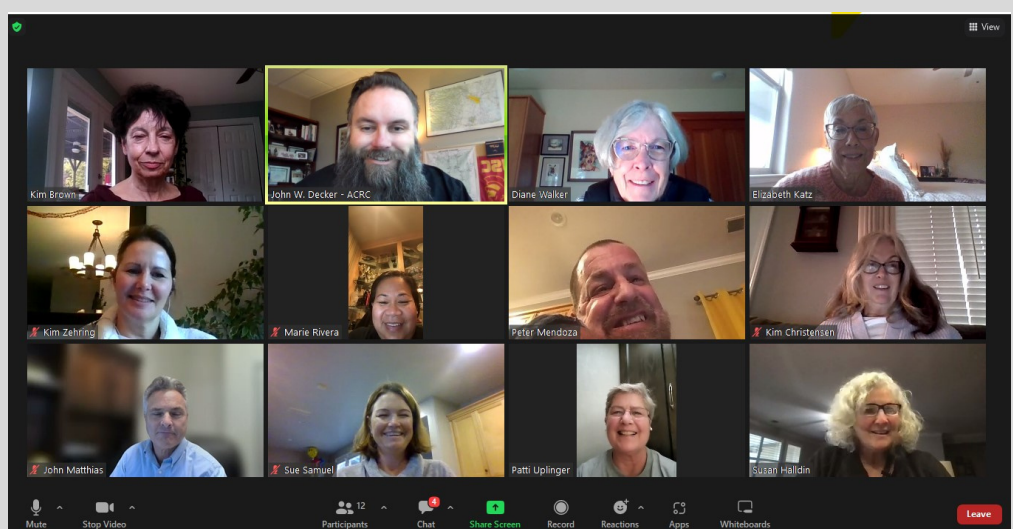 View
Kim Brown
John W. Decker - ACRC
Diane Walker
Elizabeth Katz
Kim Zehring
Marie Rivera
Peter Mendoza
Kim Christensen
John Matthias
Sue Samuel
Patti Uplinger
Susan Halldin
12
4
Mute
Stop Video
Participants
Chat
Share Screen
Record
Reactions
Apps
Whiteboards
Leave